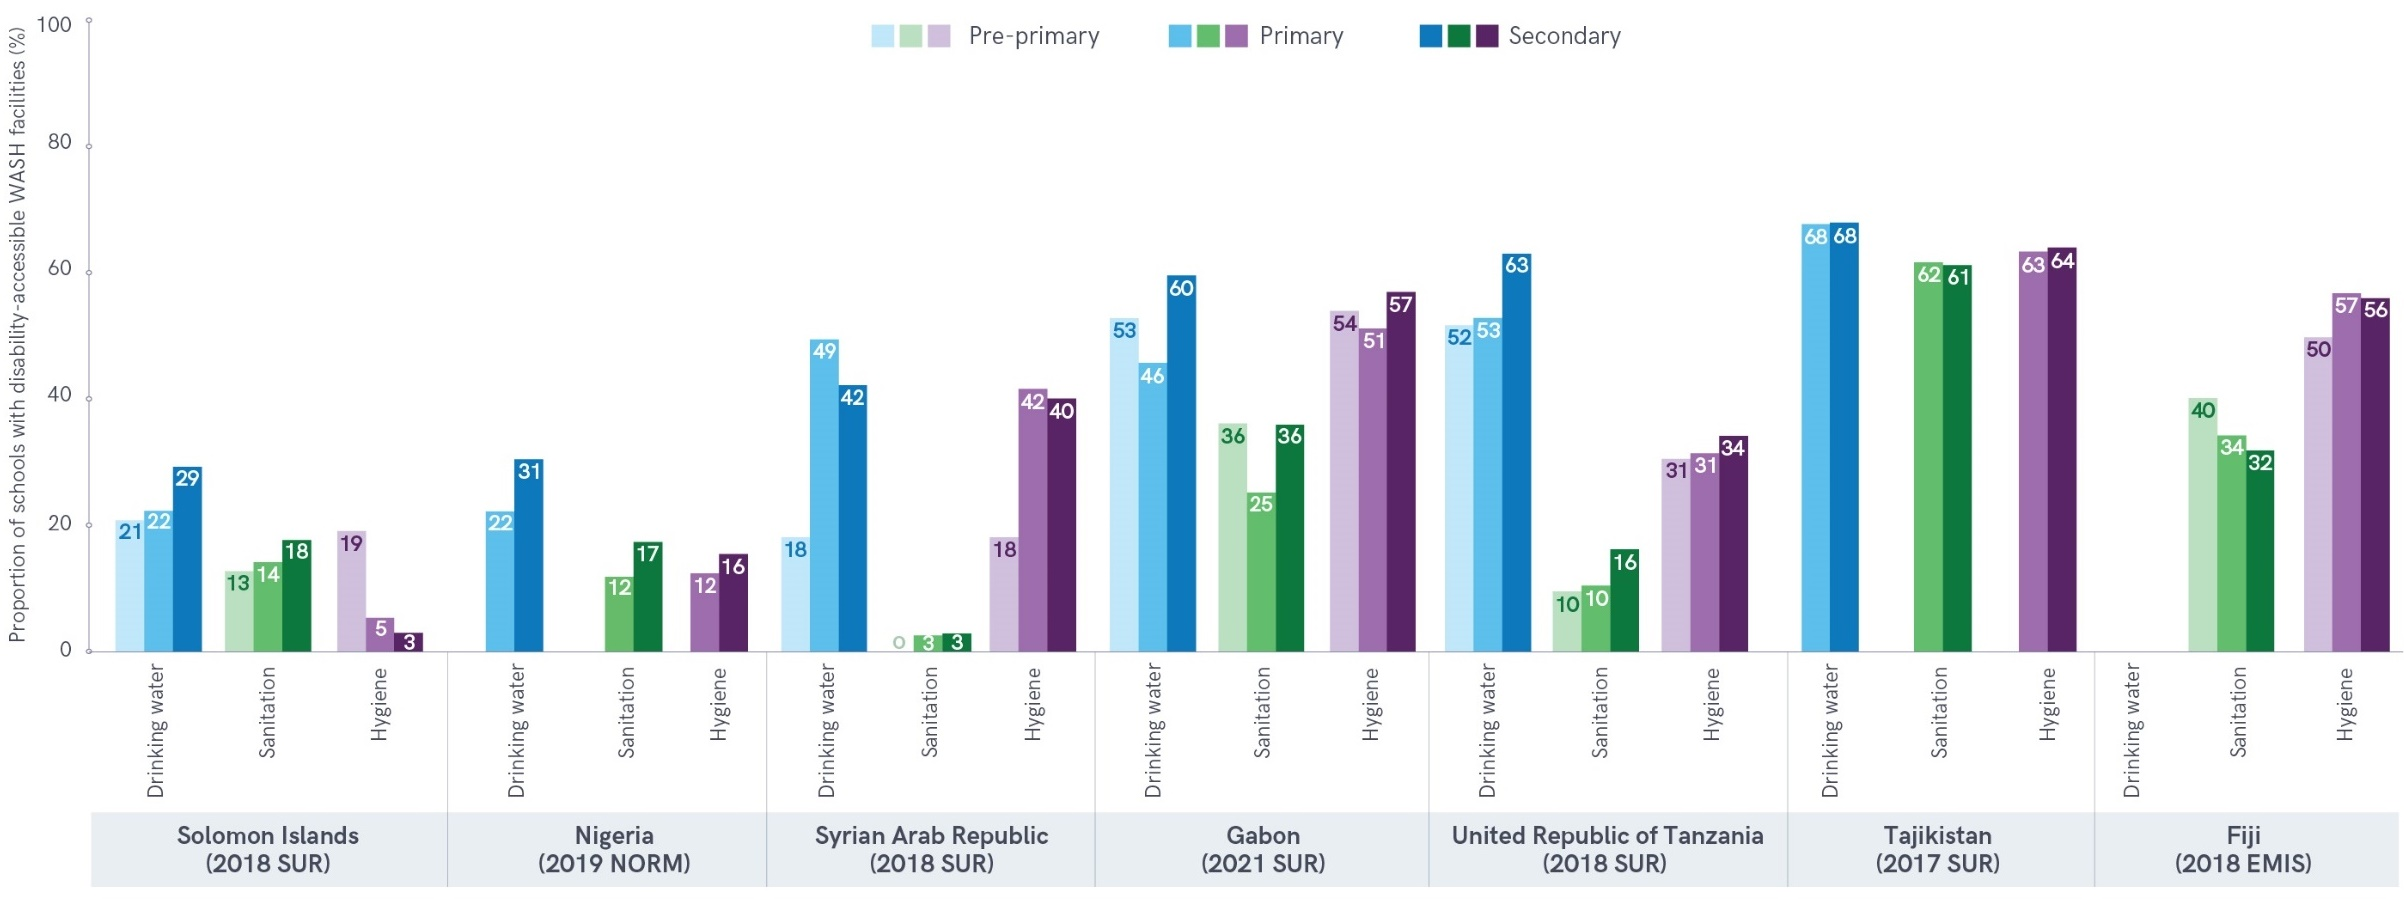 Proportion of schools with disability-accessible WASH facilities (%)
100
80
60
40
20
0
Pre-primary
Primary
Secondary
21 22 29
13 14 18
19 5 3
22 31
12 17
12 16
18 49 42
0 3 3
18 42 40
53 46 60
36 25 36
54 51 57
52 53 63
10 10 16
31 31 34
68 68
62 61
63 64
40 34 32
50 57 56
Drinking water
Sanitation
Hygiene
Drinking water
Sanitation
Hygiene
Drinking water
Sanitation
Hygiene
Drinking water
Sanitation
Hygiene
Drinking water
Sanitation
Hygiene
Drinking water
Sanitation
Hygiene
Drinking water
Sanitation
Hygiene
Solomon Islands
(2018 SUR)
Nigeria
(2019 NORM)
Syrian Arab Republic
(2018 SUR)
Gabon
(2021 SUR)
United Republic of Tanzania
(2018 SUR)
Tajikistan
(2017 SUR)
Fiji
(2018 EMIS)